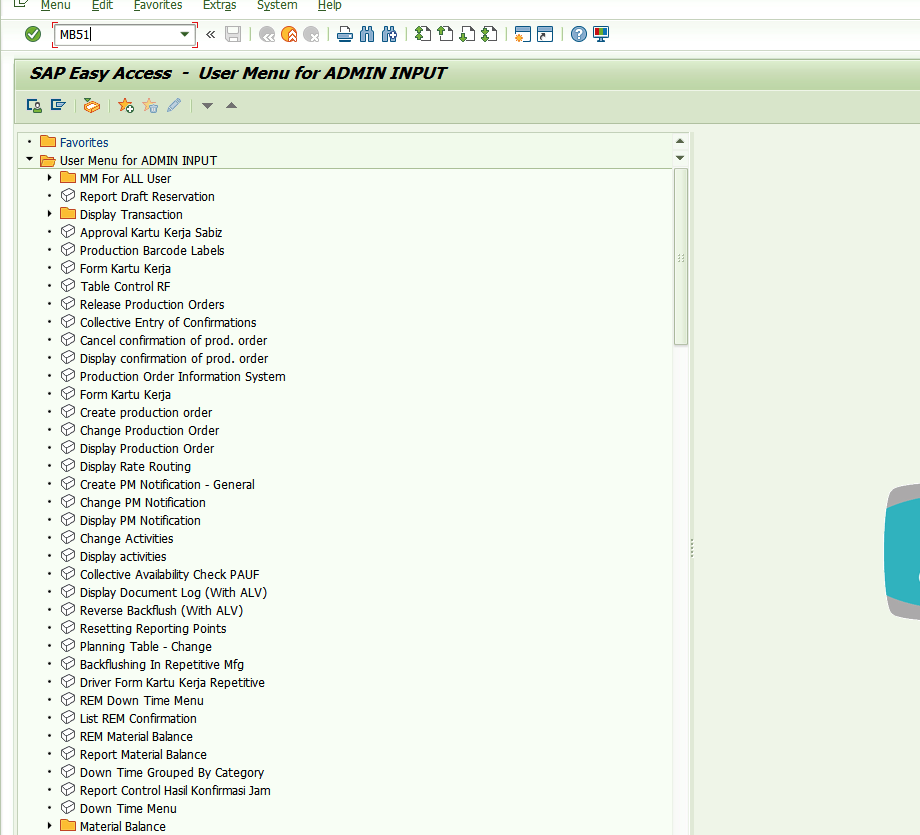 Menu Edit Favorites Extras System Help
MB51
SAP Easy Access - User Menu for ADMIN INPUT
Favorites
User Menu for ADMIN INPUT
MM For ALL User
Report Draft Reservation
Display Transaction
Approval Kartu Kerja Sabiz
Production Barcode Labels
Form Kartu Kerja
Table Control RF
Release Production Orders
Collective Entry of Confirmations
Cancel confirmation of prod. order
Display confirmation of prod. order
Production Order Information System
Form Kartu Kerja
Create production order
Change Production Order
Display Production Order
Display Rate Routing
Create PM Notification - General
Change PM Notification
Display PM Notification
Change Activities
Display activities
Collective Availability Check PAUF
Display Document Log (With ALV)
Reverse Backflush (With ALV)
Resetting Reporting Points
Planning Table - Change
Backflushing In Repetitive Mfg
Driver Form Kartu Kerja Repetitive
REM Down Time Menu
List REM Confirmation
REM Material Balance
Report Material Balance
Down Time Grouped By Category
Report Control Hasil Konfirmasi Jam
Down Time Menu
Material Balance